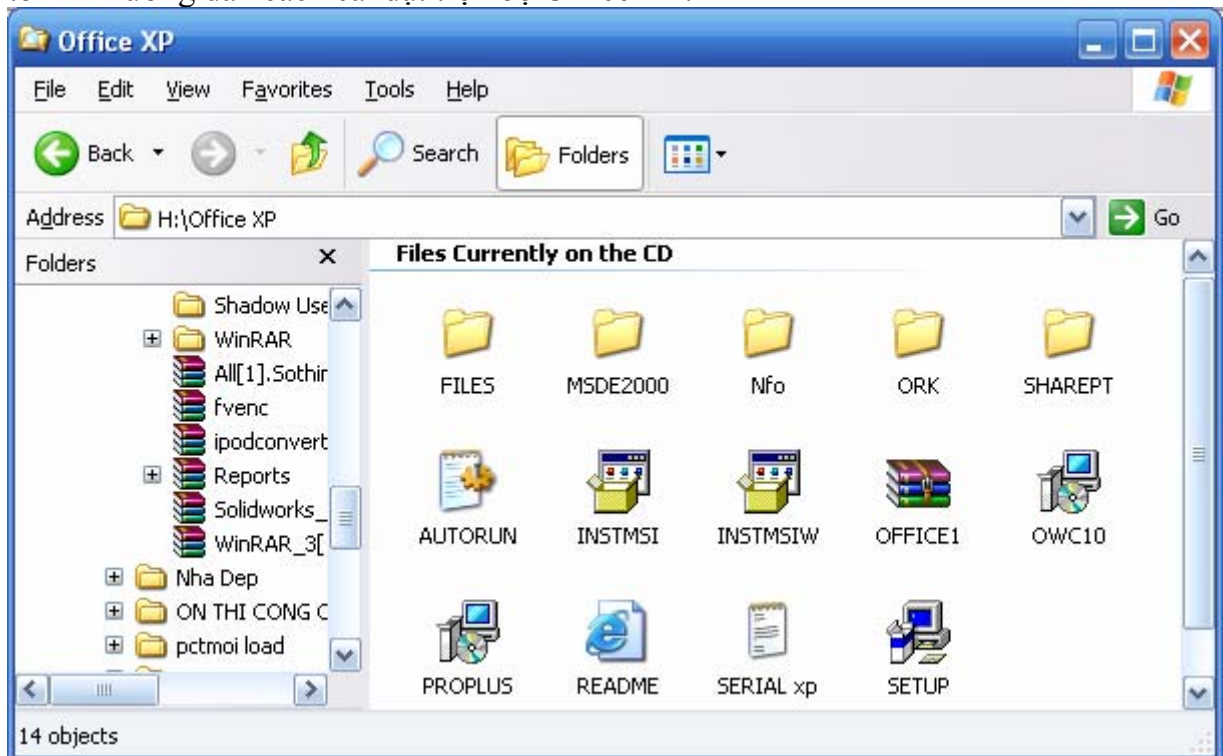 Office XP
File Edit View Favorites Tools Help
Back Search Folders
Address H:\Office XP Go
Folders
Files Currently on the CD
Shadow Use
WinRAR
All[1].Sothin
fvenc
ipodconvert
Reports
Solidworks_
WinRAR_3[
Nha Dep
ON THI CONG C
pctmoi load
FILES MSDE2000 Nfo ORK SHAREPT
AUTORUN INSTMSI INSTMSIW OFFICE1 OWC10
PROPLUS README SERIAL xp SETUP
14 objects